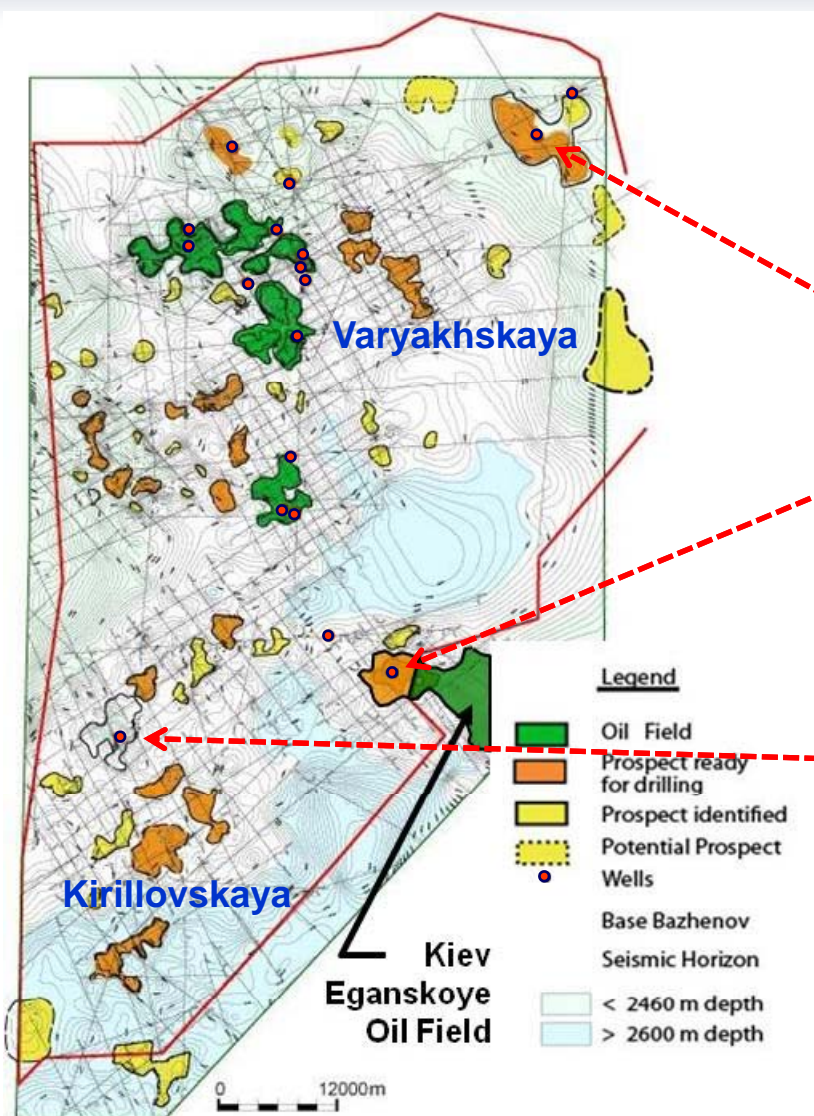 Varyakhskaya
Kirillovskaya
Kiev
Eganskoye
Oil Field
Legend
Oil Field
Prospect ready
for drilling
Prospect identified
Potential Prospect
Wells
Base Bazhenov
Seismic Horizon
< 2460 m depth
> 2600 m depth
0 12000m